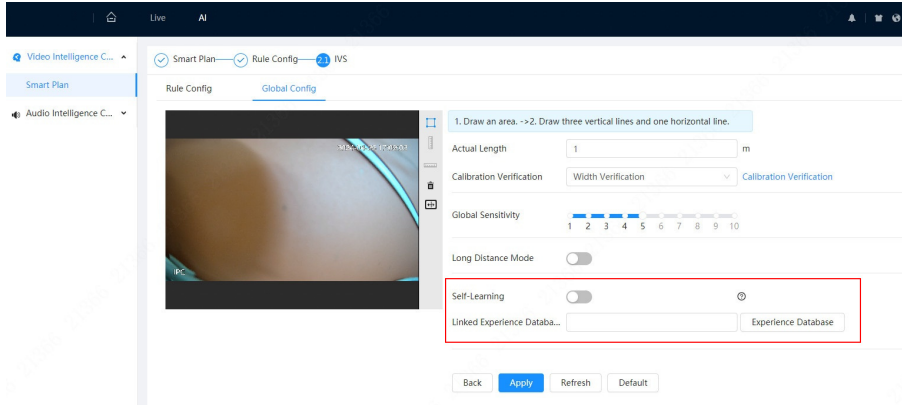 Live AI
Video Intelligence C...
Smart Plan
Audio Intelligence C...
Smart Plan Rule Config 2.1 IVS
Rule Config Global Config
IPC
1. Draw an area. ->2. Draw three vertical lines and one horizontal line.
Actual Length 1 m
Calibration Verification Width Verification Calibration Verification
Global Sensitivity
1 2 3 4 5 6 7 8 9 10
Long Distance Mode
Self-Learning
Linked Experience Databa... Experience Database
Back Apply Refresh Default